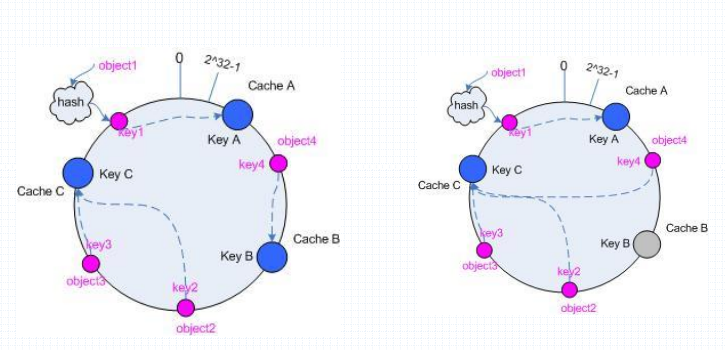 0
2^32-1
object1
Cache A
hash
key1
Key A
object4
key4
Key C
Cache C
Cache B
Key B
key3
object3
key2
object2
0
2^32-1
object1
Cache A
hash
key1
Key A
object4
key4
Key C
Cache C
Cache B
Key B
key3
object3
key2
object2